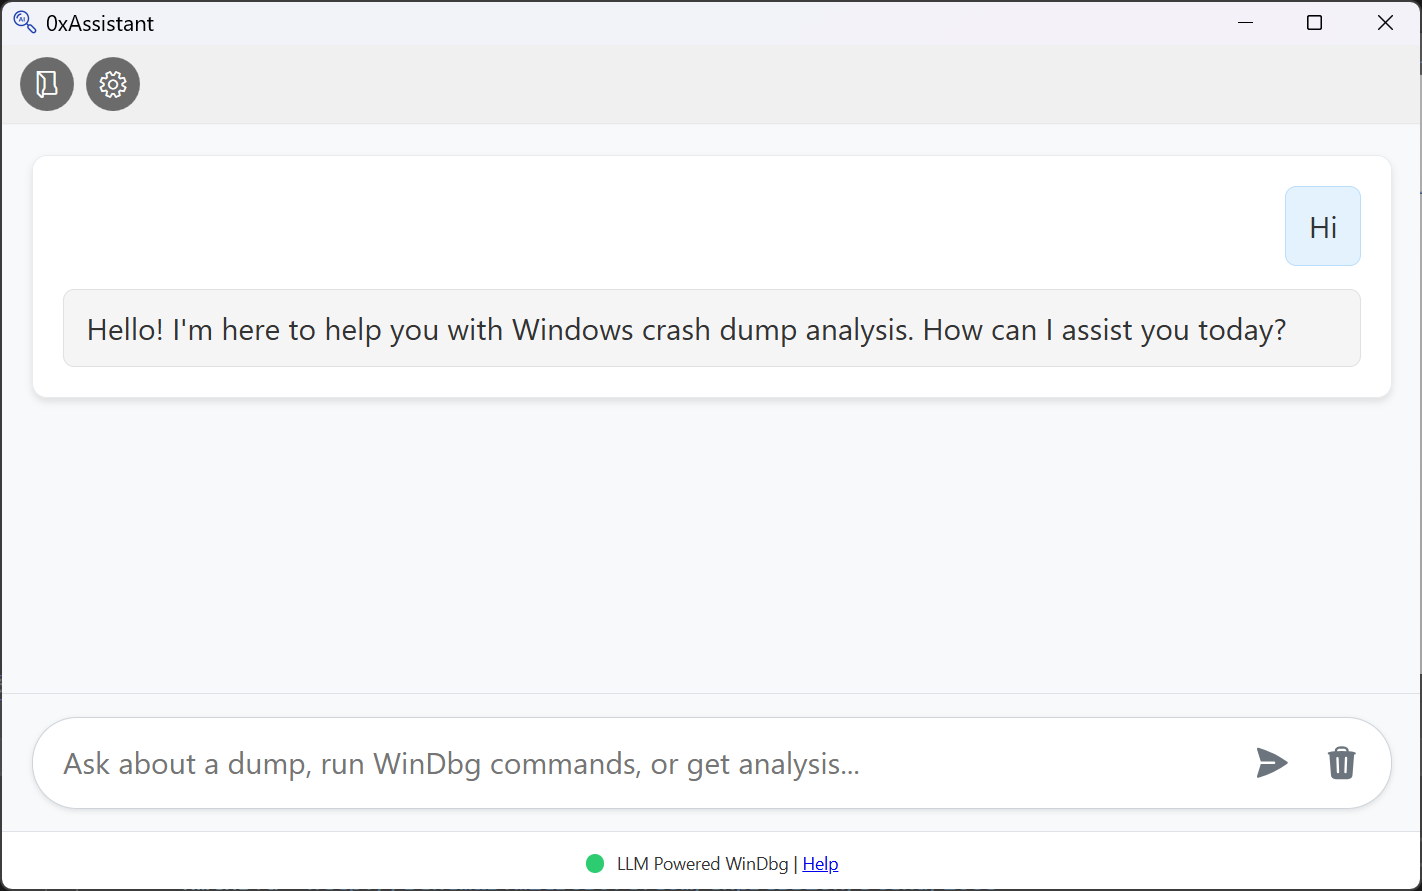 0xAssistant
Hi
Hello! I'm here to help you with Windows crash dump analysis. How can I assist you today?
Ask about a dump, run WinDbg commands, or get analysis...
LLM Powered WinDbg | Help